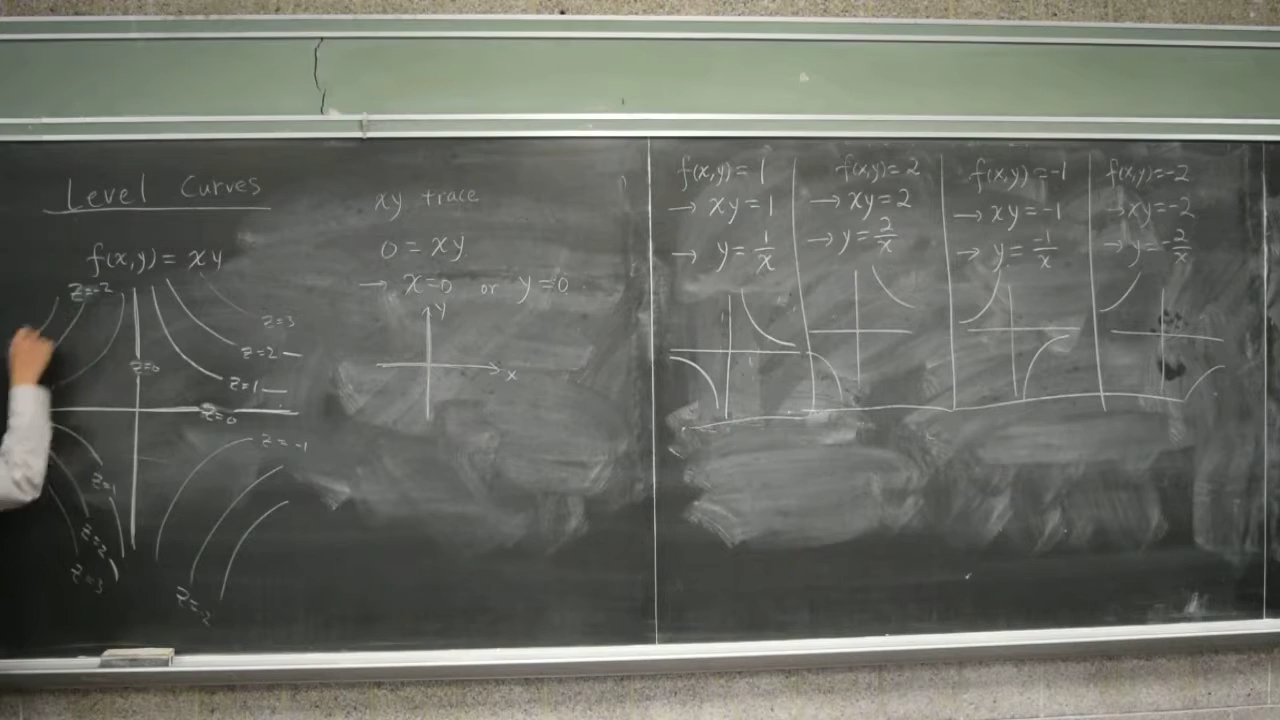 Level Curves
f(x,y) = xy
z=-2
z=3
z=2
z=0
z=1
z=0
z=-1
z=1
z=2
z=3
z=-2
xy trace
0 = xy
→ x=0 or y=0
y
x
f(x,y) = 1
→ xy=1
→ y = 1/x
f(x,y) = 2
→ xy=2
→ y = 2/x
f(x,y) = -1
→ xy=-1
→ y = -1/x
f(x,y) = -2
→ xy=-2
→ y = -2/x